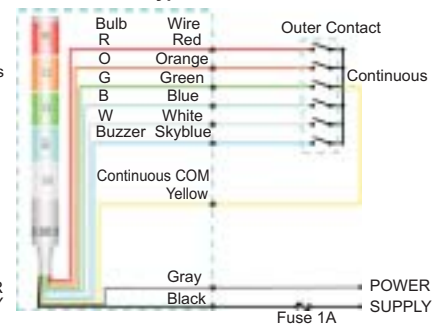 Bulb Wire
R Red
O Orange
G Green
B Blue
W White
Buzzer Skyblue
Outer Contact
Continuous
Continuous COM
Yellow
Gray
Black
Fuse 1A
POWER
SUPPLY